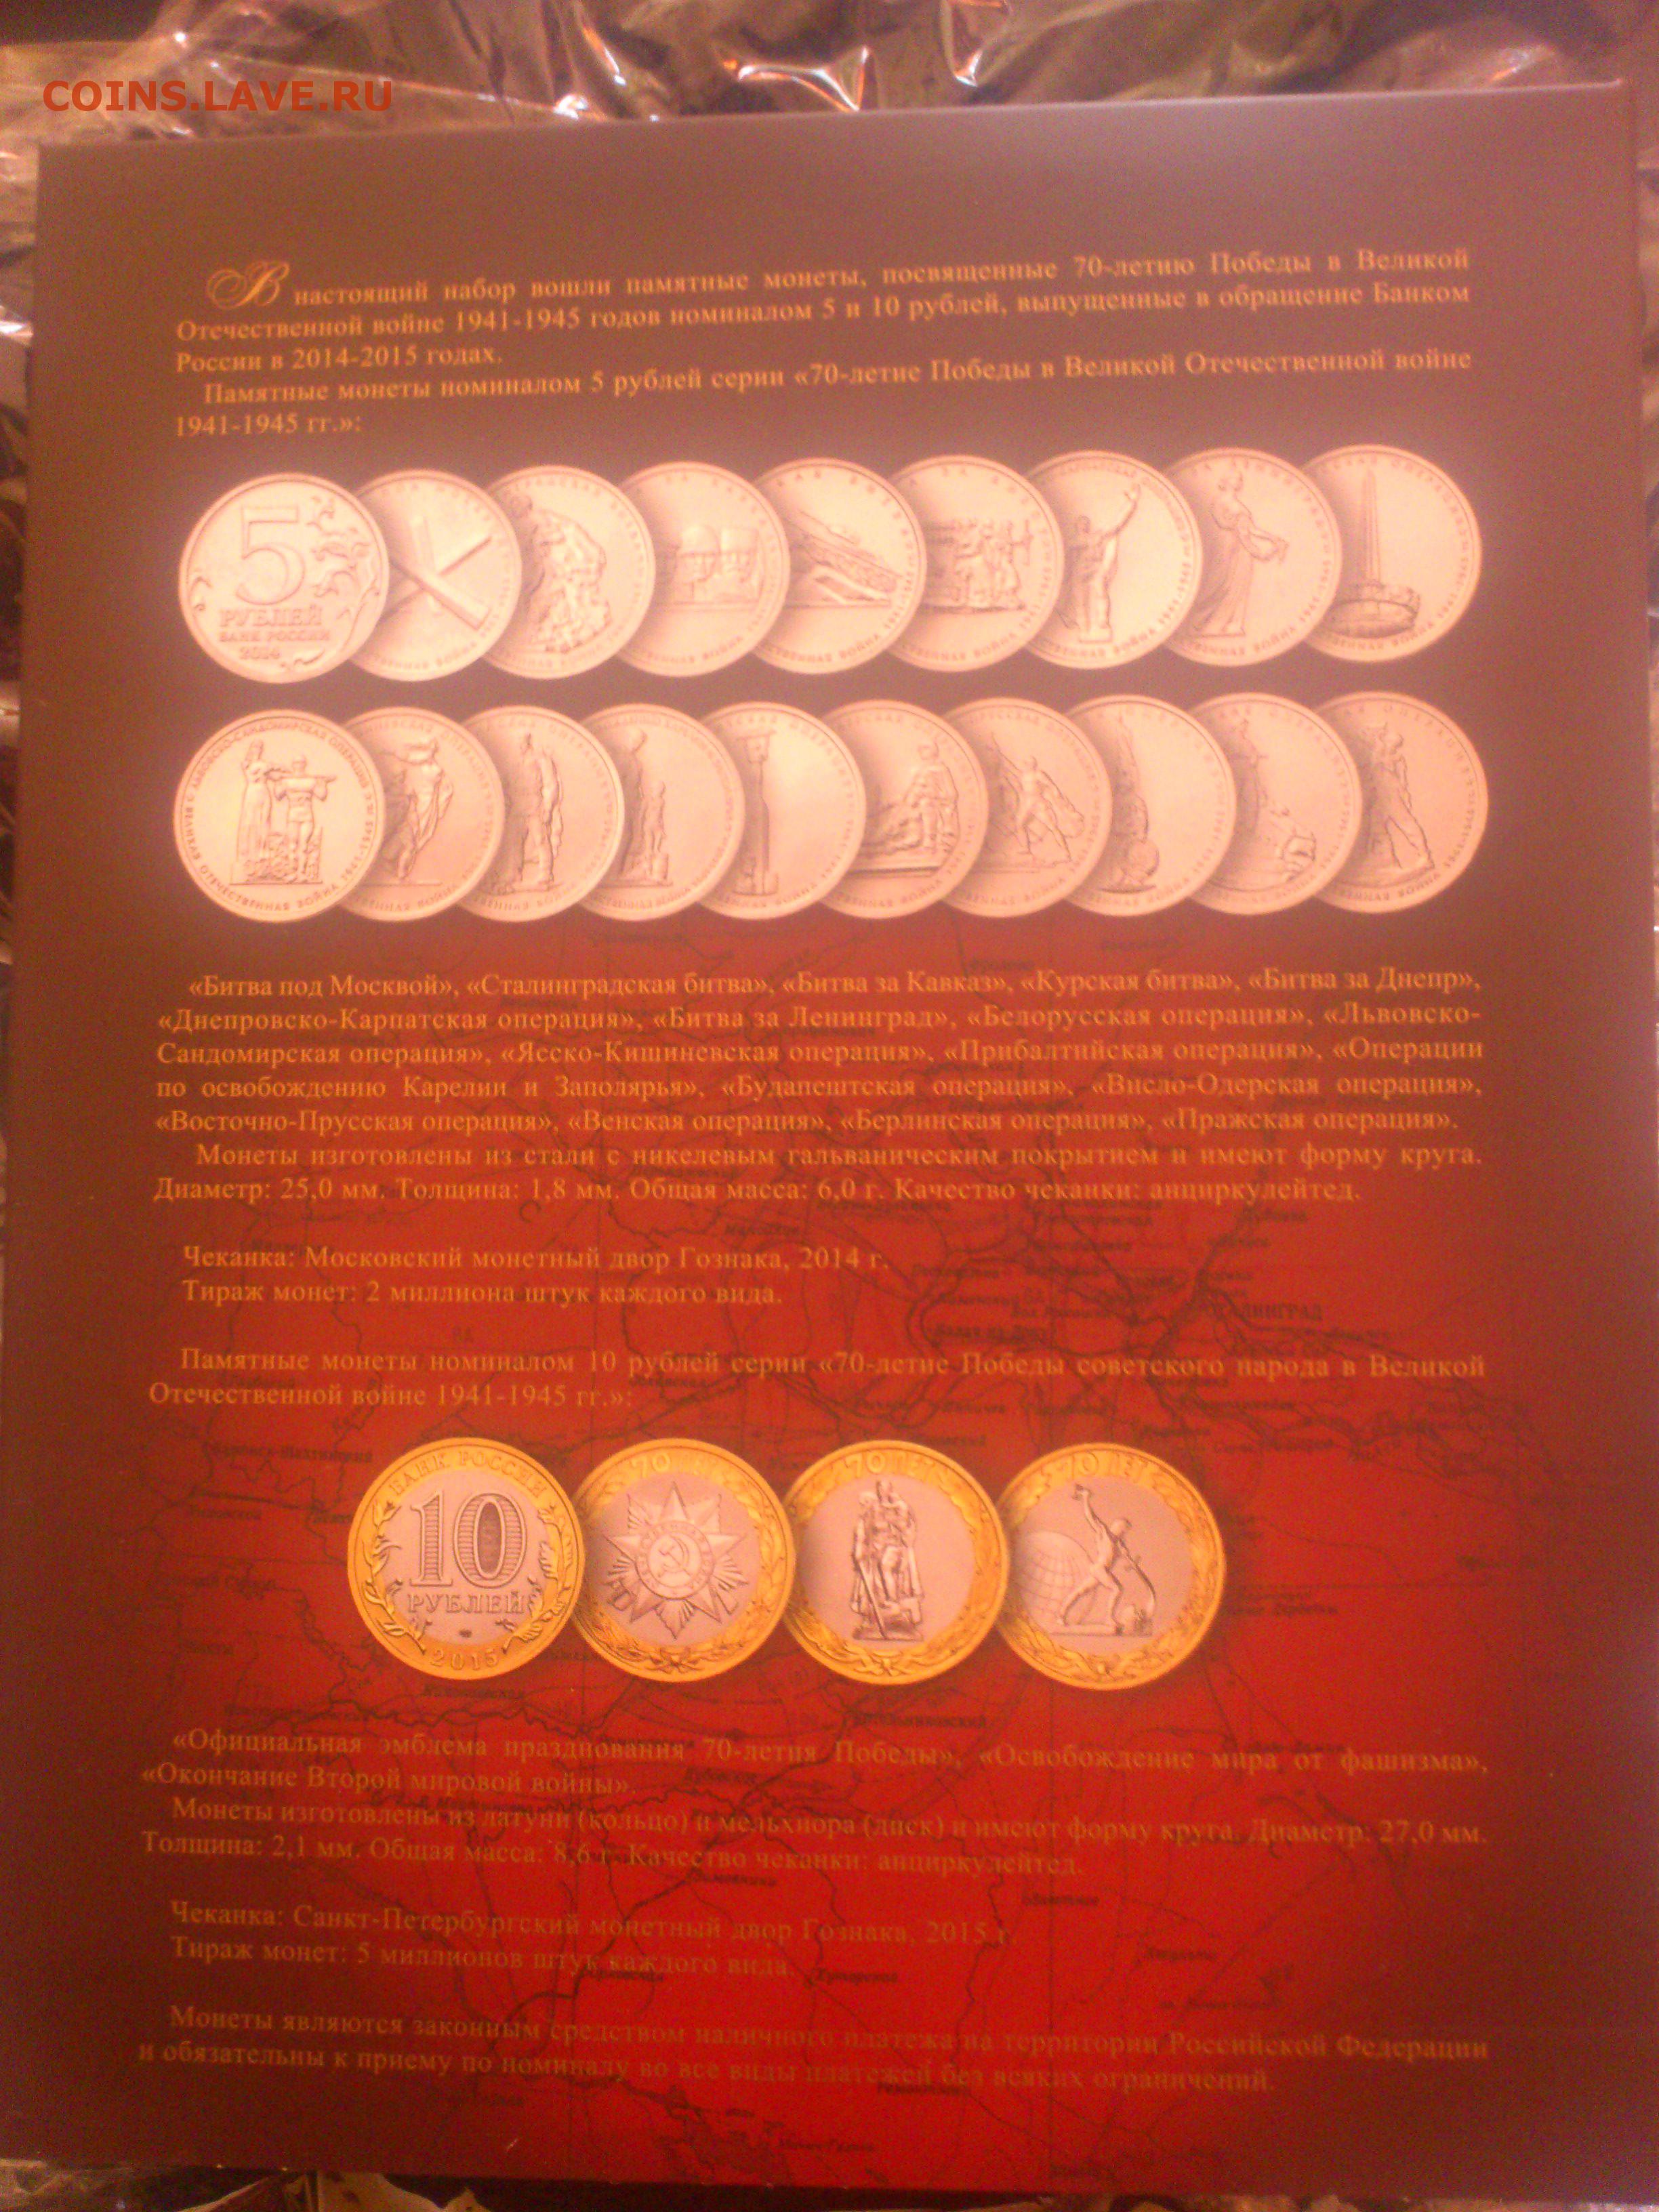 COINS.LAVE.RU
В настоящий набор вошли памятные монеты, посвященные 70-летию Победы в Великой
Отечественной войне 1941-1945 годов номиналом 5 и 10 рублей, выпущенные в обращение Банком
России в 2014-2015 годах.
Памятные монеты номиналом 5 рублей серии «70-летие Победы в Великой Отечественной войне
1941-1945 гг.»:
5
РУБЛЕЙ
БАНК РОССИИ
2014
ЛЬВОВСКО-САНДОМИРСКАЯ ОПЕРАЦИЯ
ОТЕЧЕСТВЕННАЯ ВОЙНА
«Битва под Москвой», «Сталинградская битва», «Битва за Кавказ», «Курская битва», «Битва за Днепр»,
«Днепровско-Карпатская операция», «Битва за Ленинград», «Белорусская операция», «Львовско-
Сандомирская операция», «Ясско-Кишиневская операция», «Прибалтийская операция», «Операции
по освобождению Карелии и Заполярья», «Будапештская операция», «Висло-Одерская операция»,
«Восточно-Прусская операция», «Венская операция», «Берлинская операция», «Пражская операция».
Монеты изготовлены из стали с никелевым гальваническим покрытием и имеют форму круга.
Диаметр: 25,0 мм. Толщина: 1,8 мм. Общая масса: 6,0 г. Качество чеканки: анциркулейтед.
Чеканка: Московский монетный двор Гознака, 2014 г.
Тираж монет: 2 миллиона штук каждого вида.
Памятные монеты номиналом 10 рублей серии «70-летие Победы советского народа в Великой
Отечественной войне 1941-1945 гг.»:
БАНК РОССИИ
10
РУБЛЕЙ
2015
70
70 ЛЕТ
70 ЛЕТ
«Официальная эмблема празднования 70-летия Победы», «Освобождение мира от фашизма»,
«Окончание Второй мировой войны».
Монеты изготовлены из латуни (кольцо) и мельхиора (диск) и имеют форму круга. Диаметр: 27,0 мм.
Толщина: 2,1 мм. Общая масса: 8,6 г. Качество чеканки: анциркулейтед.
Чеканка: Санкт-Петербургский монетный двор Гознака, 2015 г.
Тираж монет: 5 миллионов штук каждого вида.
Монеты являются законным средством наличного платежа на территории Российской Федерации
и обязательны к приему по номиналу во все виды платежей без всяких ограничений.